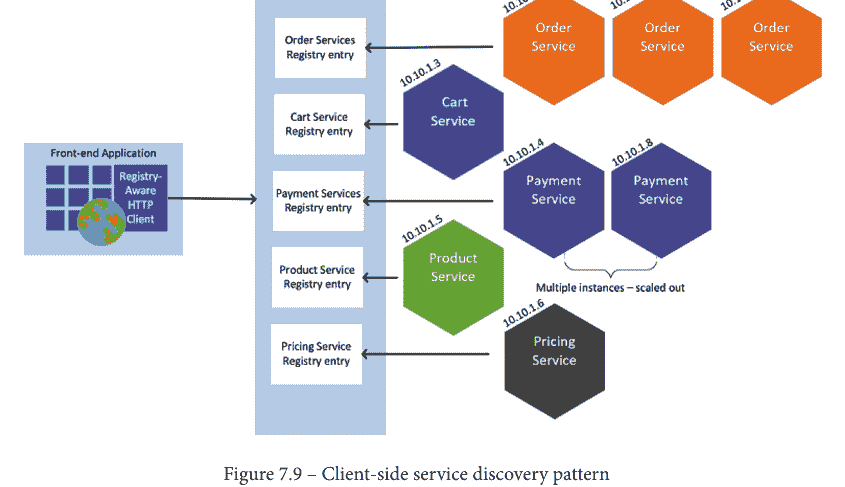 Order
Service
Order
Service
Order
Service
Order Services
Registry entry
10.10.1.3
Cart
Service
Cart Service
Registry entry
Front-end Application
Registry-
Aware
HTTP
Client
10.10.1.4
Payment
Service
10.10.1.8
Payment
Service
Payment Services
Registry entry
10.10.1.5
Product
Service
Product Service
Registry entry
Multiple instances – scaled out
10.10.1.6
Pricing
Service
Pricing Service
Registry entry
Figure 7.9 – Client-side service discovery pattern